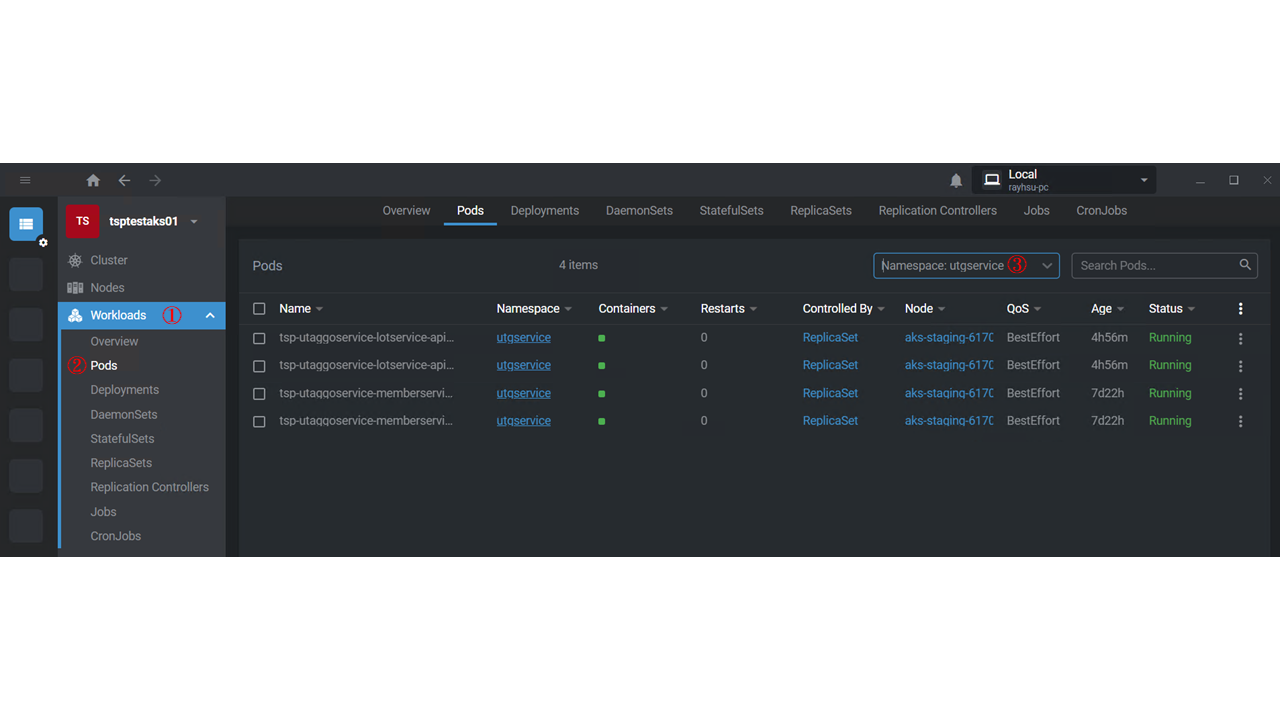 Local
rayhsu-pc
TS tsptestaks01
Overview Pods Deployments DaemonSets StatefulSets ReplicaSets Replication Controllers Jobs CronJobs
Cluster
Nodes
Workloads ①
Overview
② Pods
Deployments
DaemonSets
StatefulSets
ReplicaSets
Replication Controllers
Jobs
CronJobs
Pods 4 items Namespace: utgservice ③ Search Pods...
Name Namespace Containers Restarts Controlled By Node QoS Age Status
tsp-utaggoservice-lotservice-api... utgservice 0 ReplicaSet aks-staging-6170 BestEffort 4h56m Running
tsp-utaggoservice-lotservice-api... utgservice 0 ReplicaSet aks-staging-6170 BestEffort 4h56m Running
tsp-utaggoservice-memberservi... utgservice 0 ReplicaSet aks-staging-6170 BestEffort 7d22h Running
tsp-utaggoservice-memberservi... utgservice 0 ReplicaSet aks-staging-6170 BestEffort 7d22h Running